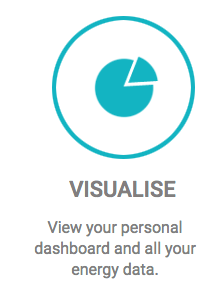 VISUALISE
View your personal
dashboard and all your
energy data.